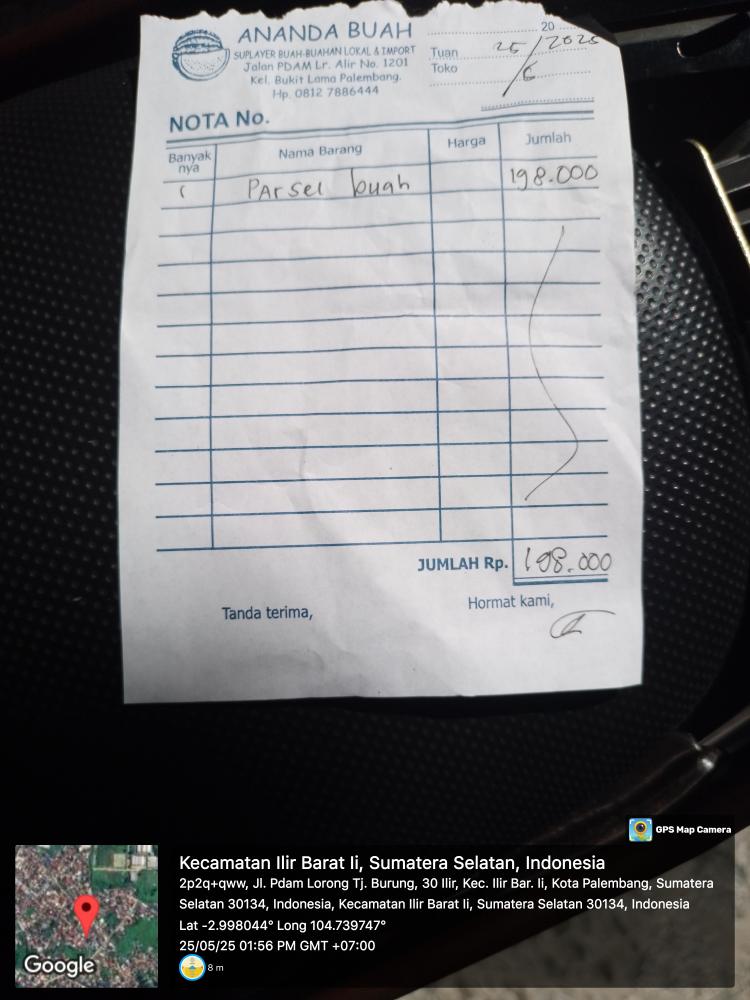 ANANDA BUAH
SUPLAYER BUAH-BUAHAN LOKAL & IMPORT
Jalan PDAM Lr. Alir No. 1201
Kel. Bukit Lama Palembang.
Hp. 0812 7886444
20
25/5 2025
Tuan
Toko
NOTA No.
Banyak nya Nama Barang Harga Jumlah
1 Parsel buah 198.000
JUMLAH Rp. 198.000
Tanda terima, Hormat kami,
GPS Map Camera
Kecamatan Ilir Barat Ii, Sumatera Selatan, Indonesia
2p2q+qww, Jl. Pdam Lorong Tj. Burung, 30 Ilir, Kec. Ilir Bar. Ii, Kota Palembang, Sumatera
Selatan 30134, Indonesia, Kecamatan Ilir Barat Ii, Sumatera Selatan 30134, Indonesia
Lat -2.998044° Long 104.739747°
25/05/25 01:56 PM GMT +07:00
8 m
Google